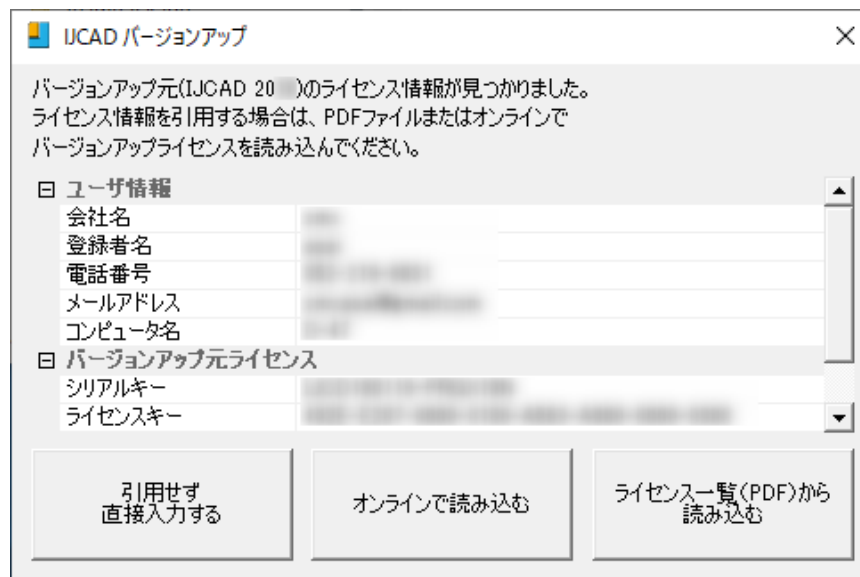 IJCAD バージョンアップ
バージョンアップ元(IJCAD 20 )のライセンス情報が見つかりました。
ライセンス情報を引用する場合は、PDFファイルまたはオンラインで
バージョンアップライセンスを読み込んでください。
ユーザ情報
会社名
登録者名
電話番号
メールアドレス
コンピュータ名
バージョンアップ元ライセンス
シリアルキー
ライセンスキー
引用せず
直接入力する
オンラインで読み込む
ライセンス一覧(PDF)から
読み込む